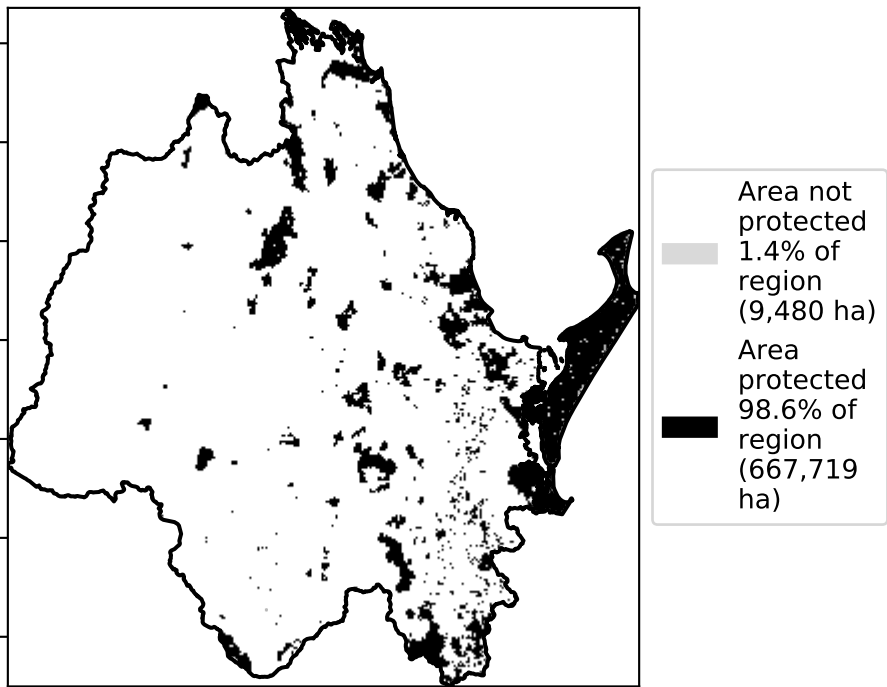 Area not
protected
1.4% of
region
(9,480 ha)
Area
protected
98.6% of
region
(667,719
ha)